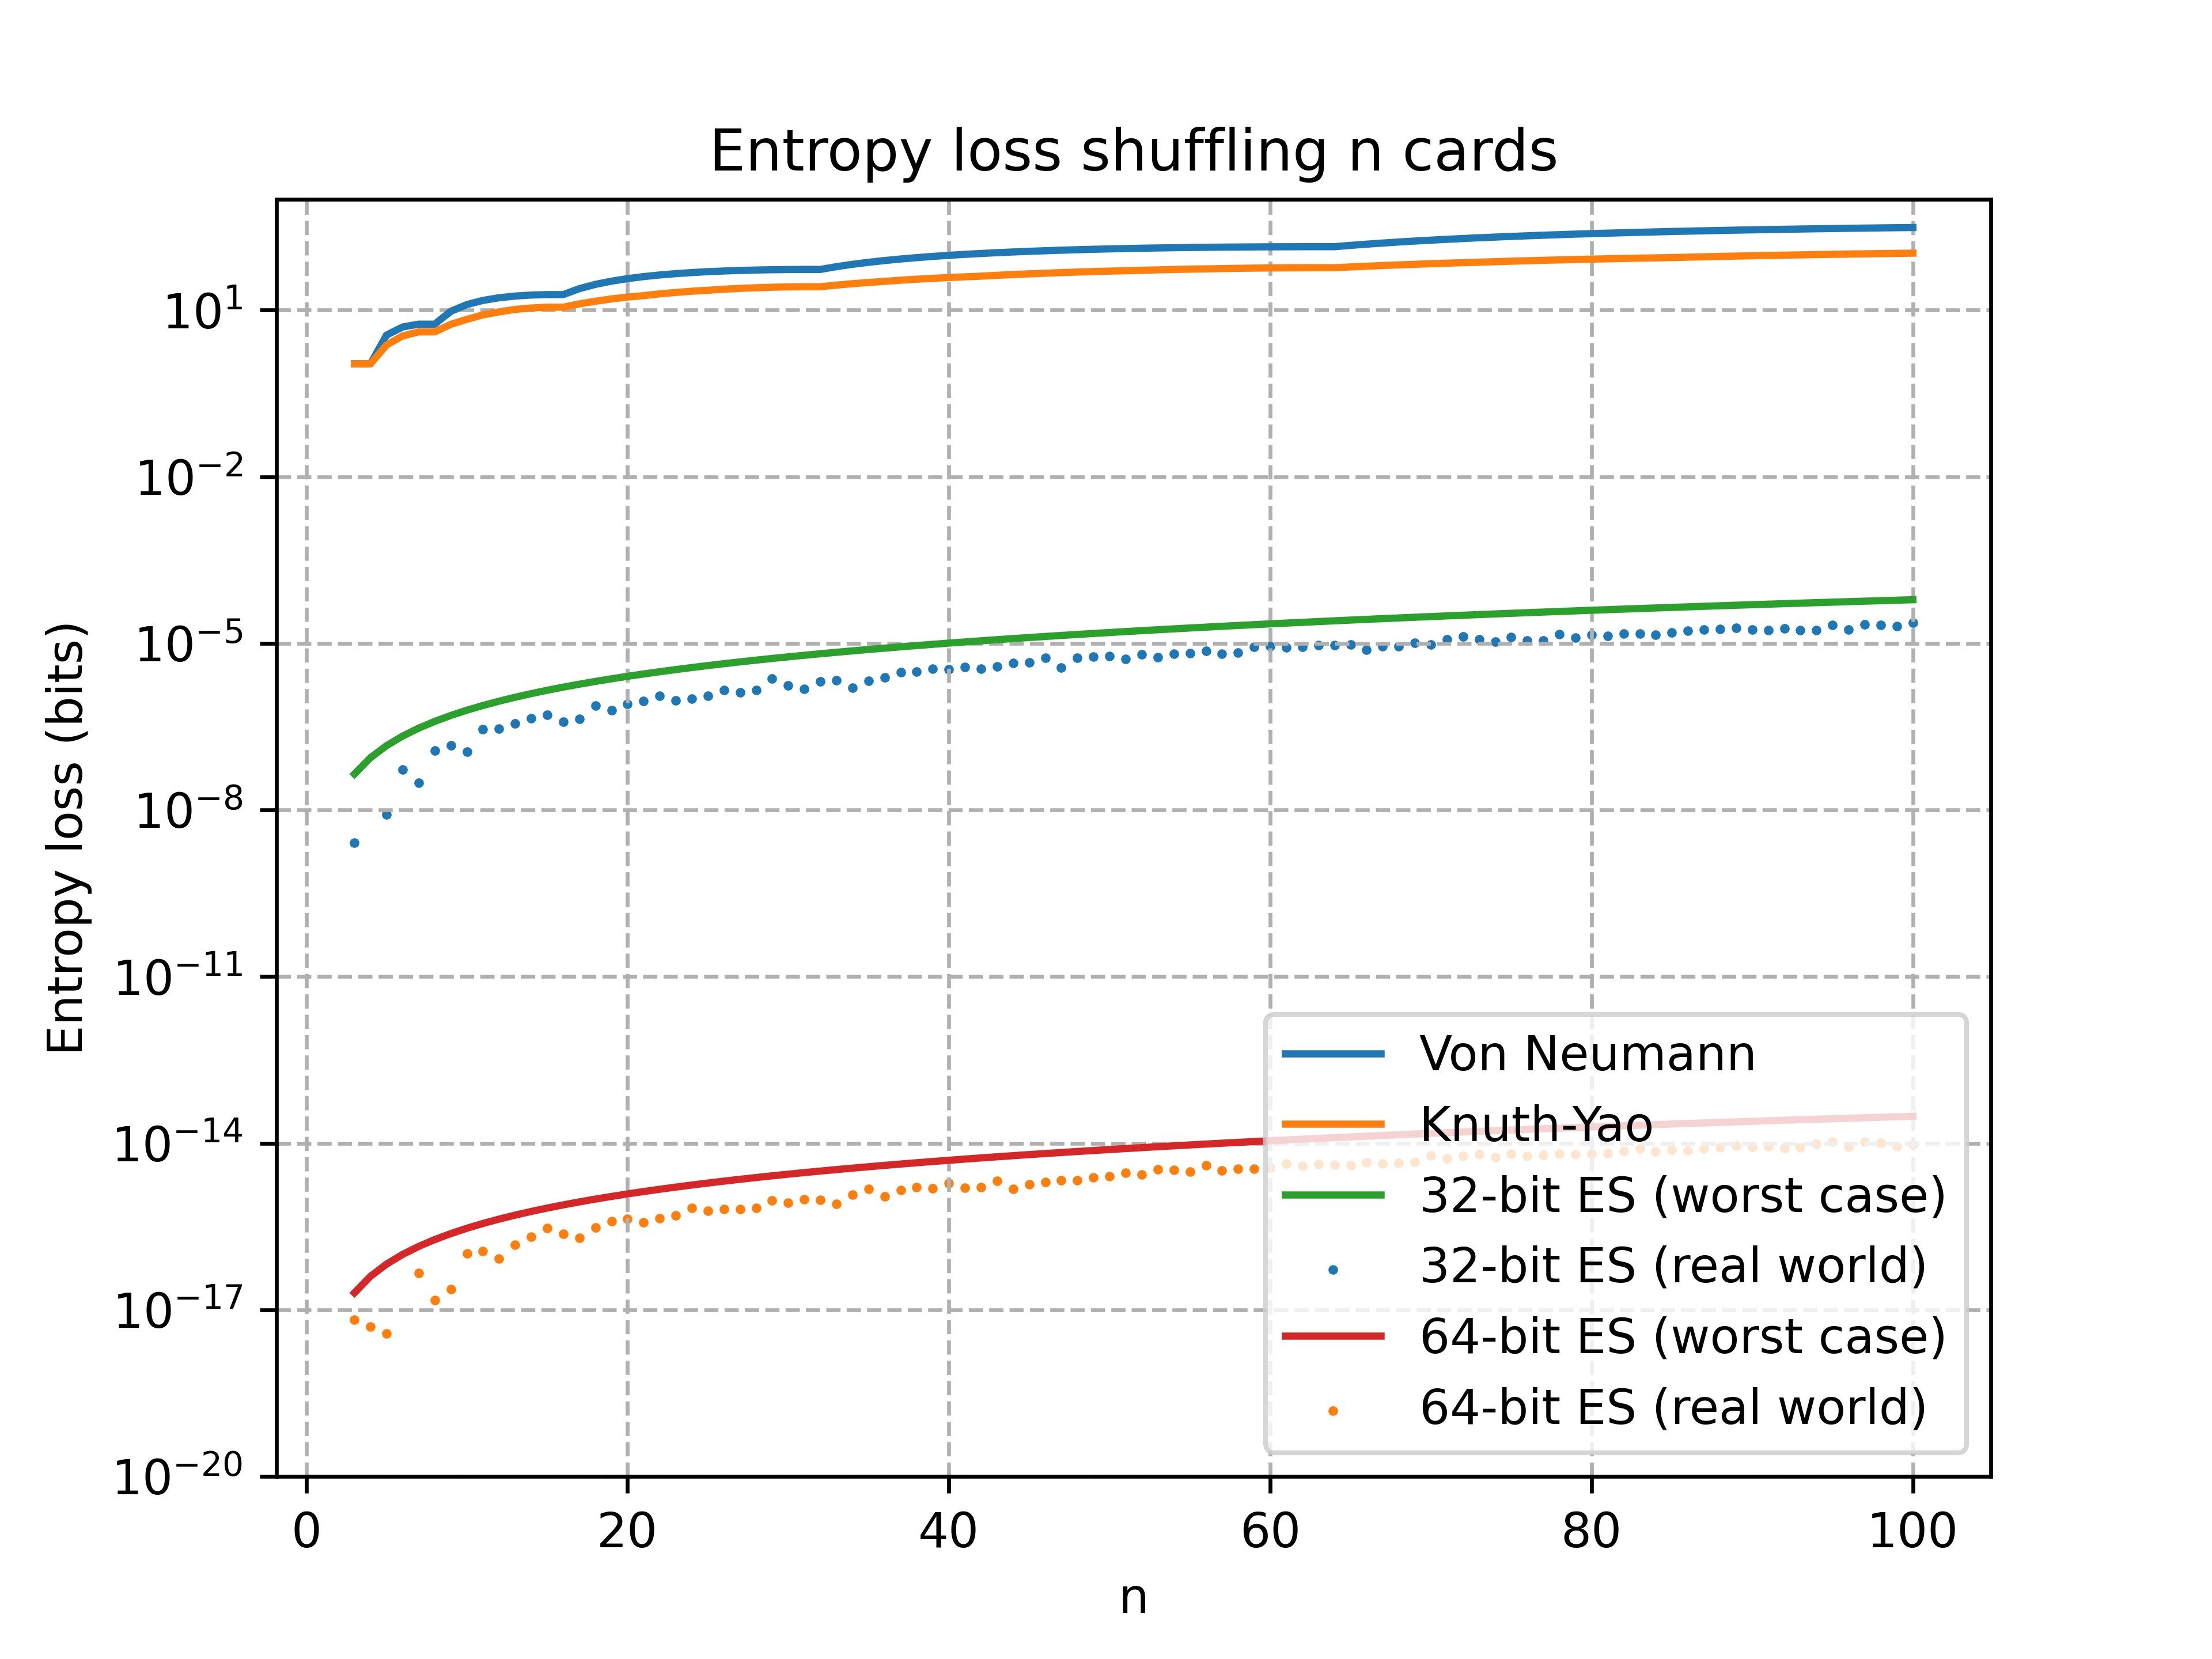 Entropy loss shuffling n cards
Entropy loss (bits)
10¹
10⁻²
10⁻⁵
10⁻⁸
10⁻¹¹
10⁻¹⁴
10⁻¹⁷
10⁻²⁰
Von Neumann
Knuth-Yao
32-bit ES (worst case)
32-bit ES (real world)
64-bit ES (worst case)
64-bit ES (real world)
0 20 40 60 80 100
n